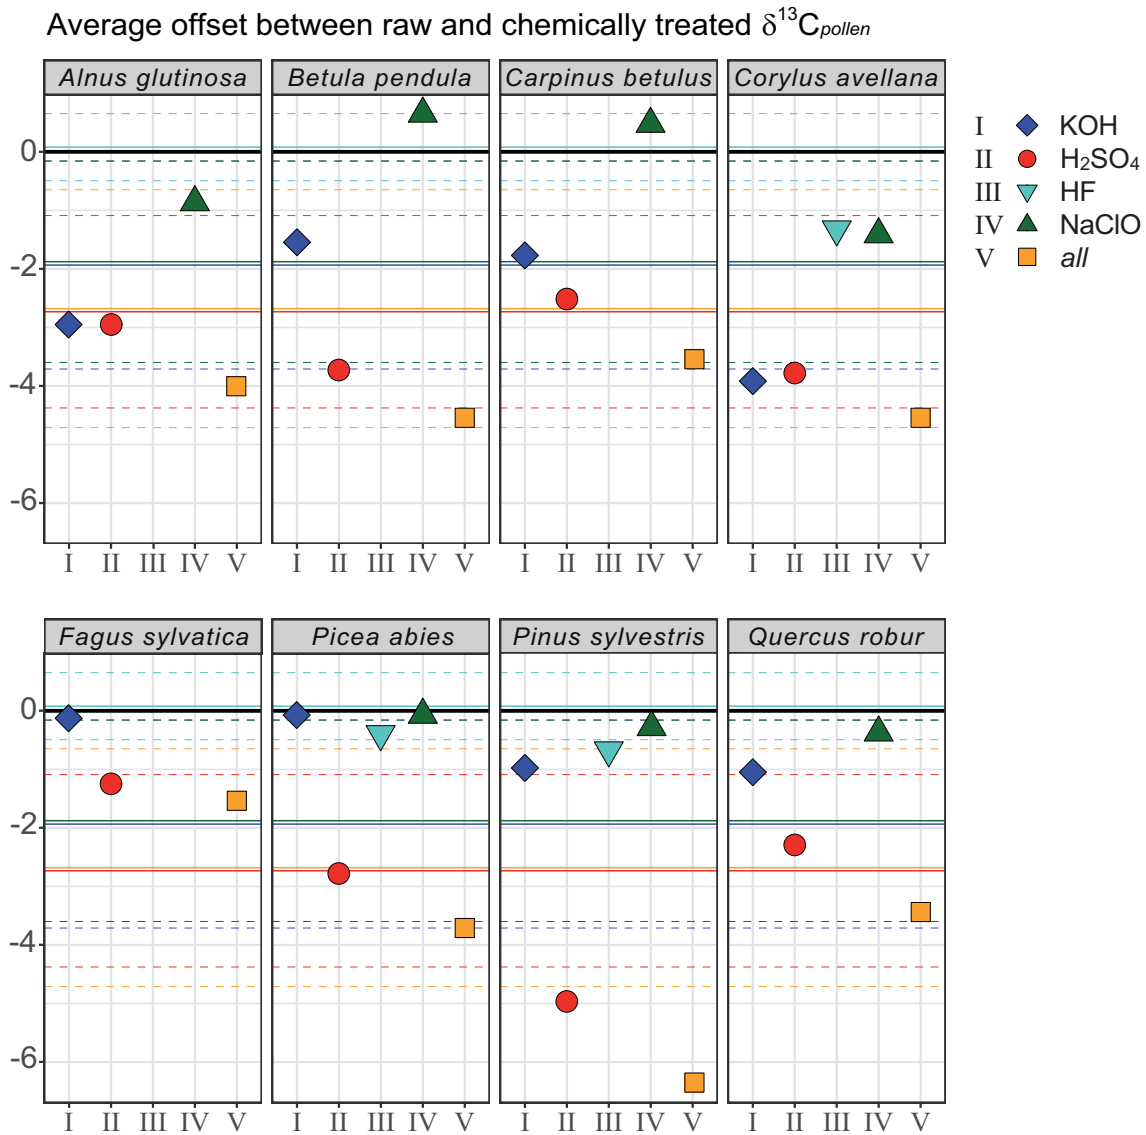 Average offset between raw and chemically treated δ¹³Cpollen
Alnus glutinosa
Betula pendula
Carpinus betulus
Corylus avellana
0
-2
-4
-6
I II III IV V
I II III IV V
I II III IV V
I II III IV V
I KOH
II H₂SO₄
III HF
IV NaClO
V all
Fagus sylvatica
Picea abies
Pinus sylvestris
Quercus robur
0
-2
-4
-6
I II III IV V
I II III IV V
I II III IV V
I II III IV V